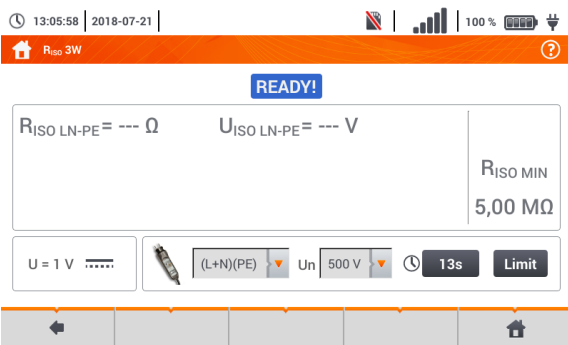 13:05:58 2018-07-21 100 %
RISO 3W ?
READY!
RISO LN-PE= --- Ω UISO LN-PE= --- V
RISO MIN
5,00 MΩ
U = 1 V (L+N)(PE) Un 500 V 13s Limit